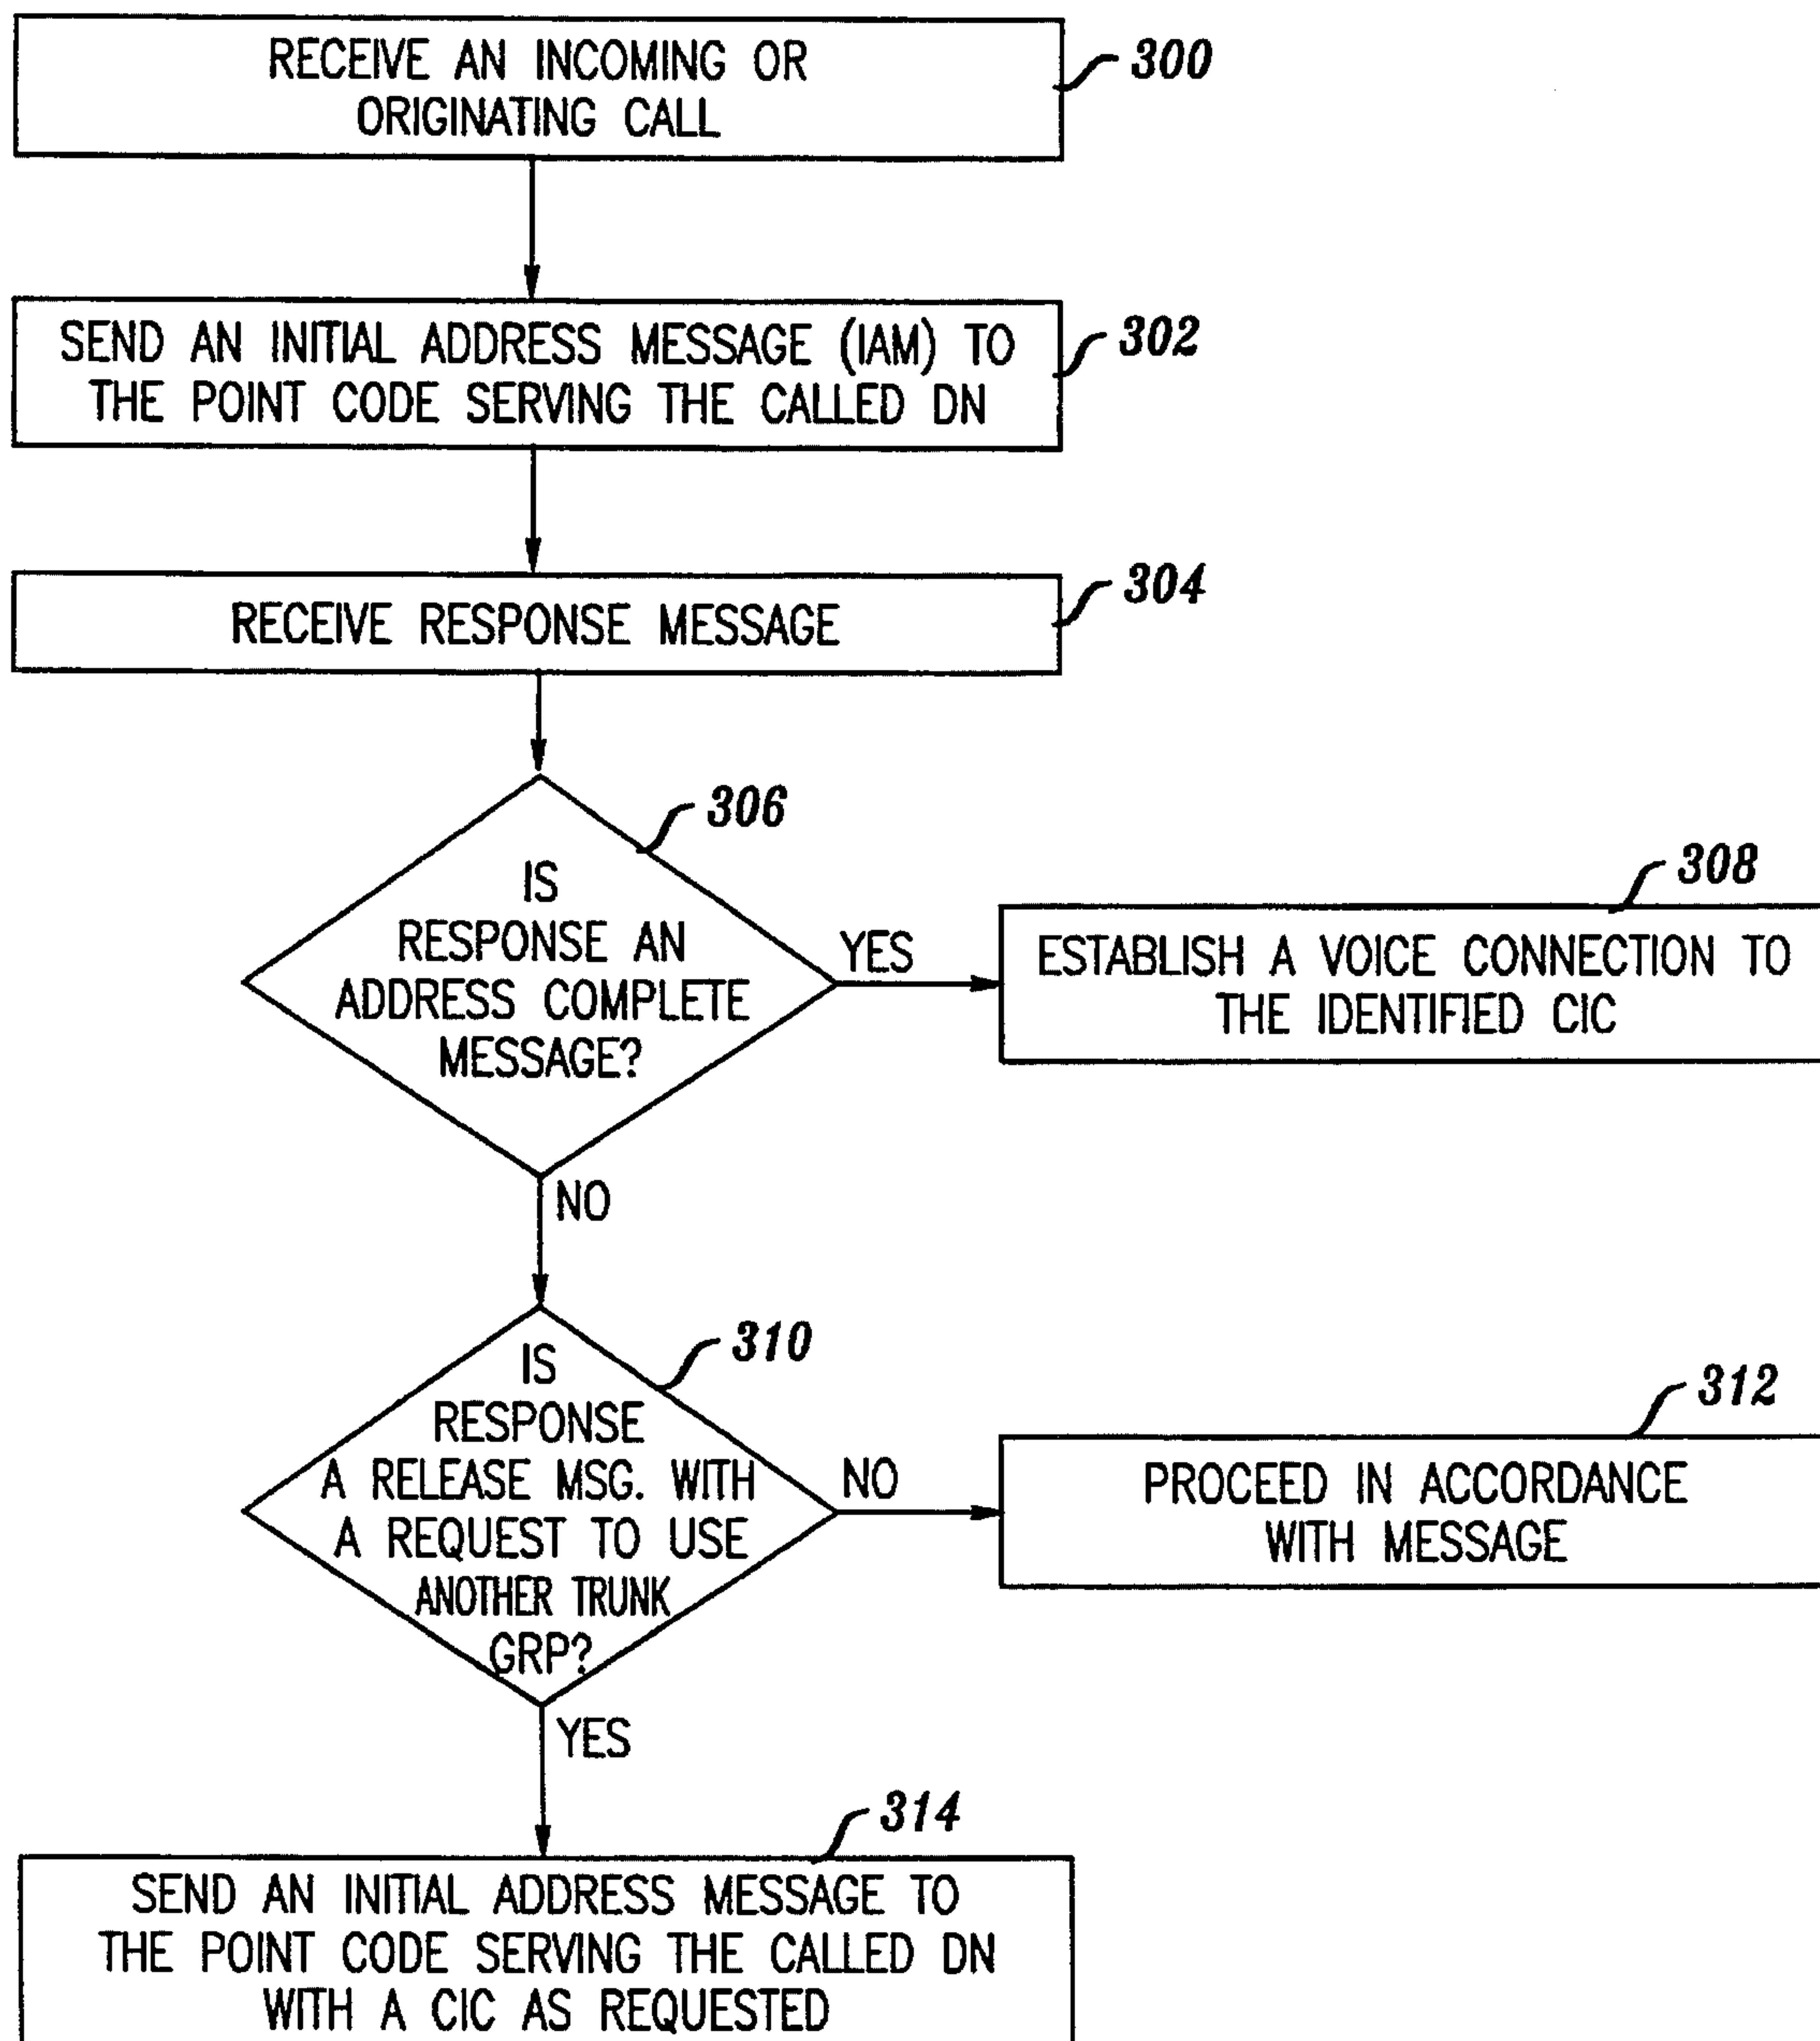 RECEIVE AN INCOMING OR
ORIGINATING CALL
300
SEND AN INITIAL ADDRESS MESSAGE (IAM) TO
THE POINT CODE SERVING THE CALLED DN
302
RECEIVE RESPONSE MESSAGE
304
306
IS
RESPONSE AN
ADDRESS COMPLETE
MESSAGE?
YES
308
ESTABLISH A VOICE CONNECTION TO
THE IDENTIFIED CIC
NO
310
IS
RESPONSE
A RELEASE MSG. WITH
A REQUEST TO USE
ANOTHER TRUNK
GRP?
NO
312
PROCEED IN ACCORDANCE
WITH MESSAGE
YES
314
SEND AN INITIAL ADDRESS MESSAGE TO
THE POINT CODE SERVING THE CALLED DN
WITH A CIC AS REQUESTED